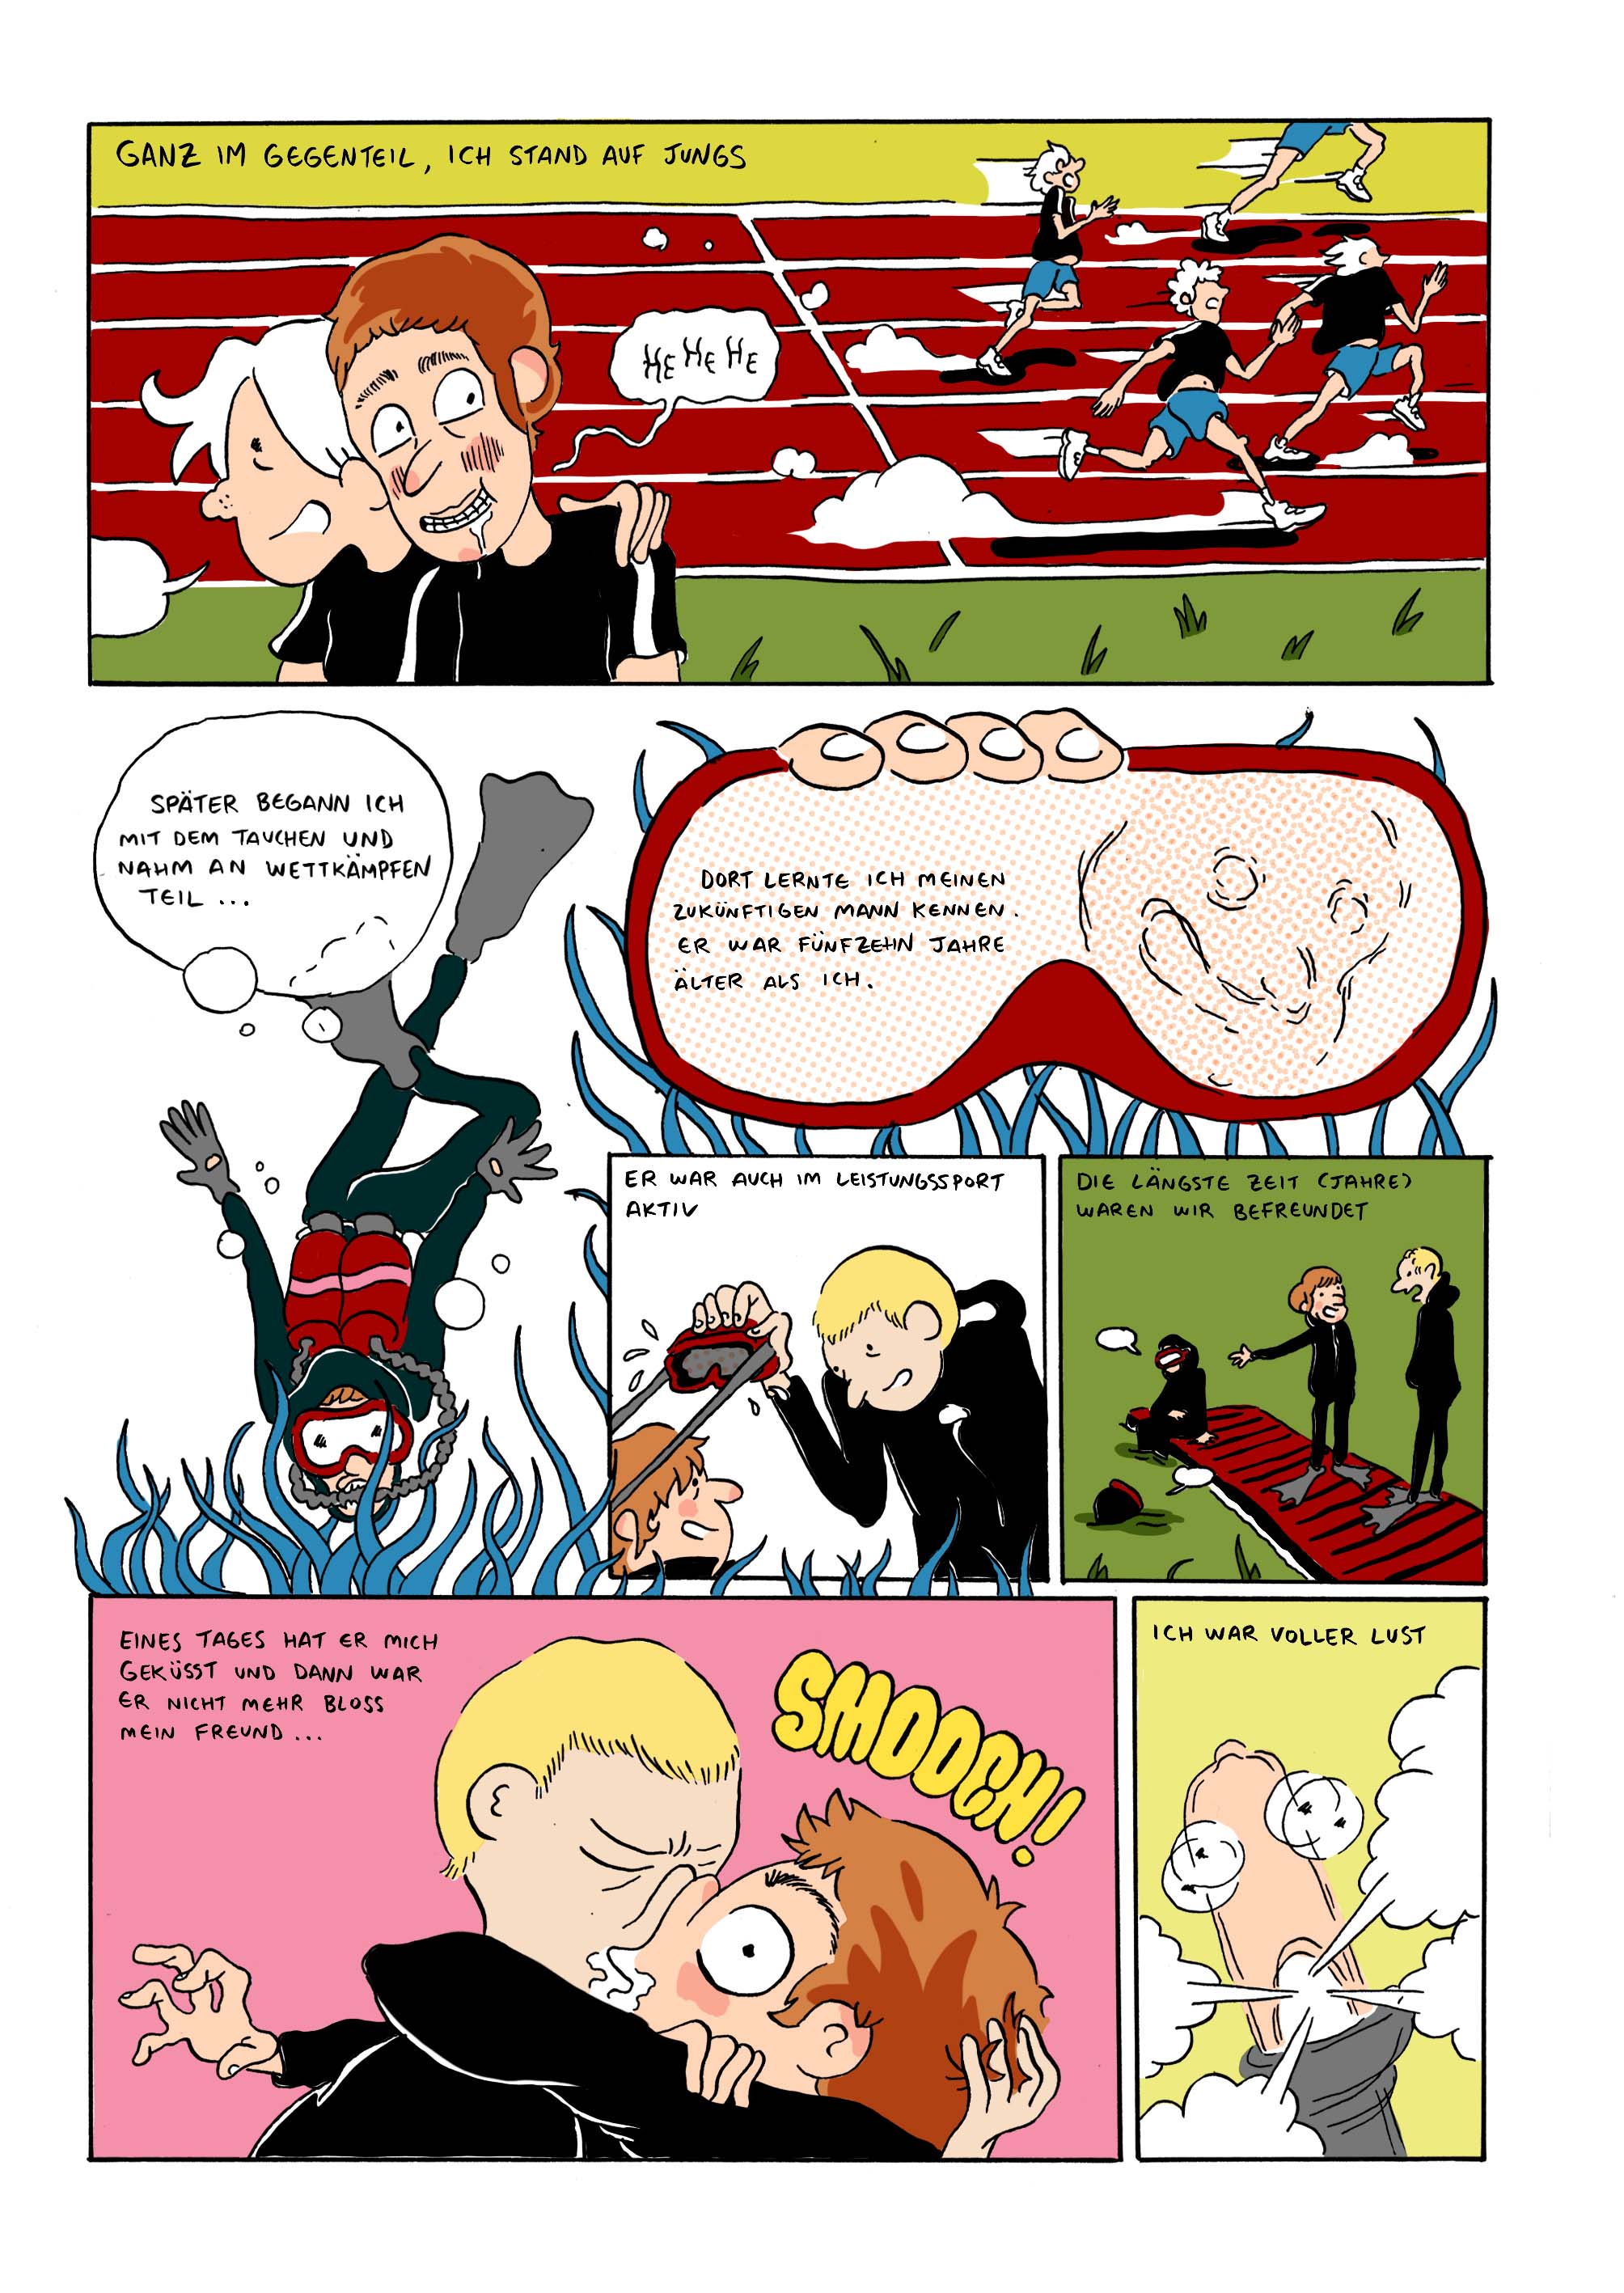 GANZ IM GEGENTEIL, ICH STAND AUF JUNGS
HE HE HE
SPÄTER BEGANN ICH
MIT DEM TAUCHEN UND
NAHM AN WETTKÄMPFEN
TEIL ...
DORT LERNTE ICH MEINEN
ZUKÜNFTIGEN MANN KENNEN.
ER WAR FÜNFZEHN JAHRE
ÄLTER ALS ICH.
ER WAR AUCH IM LEISTUNGSSPORT
AKTIV
DIE LÄNGSTE ZEIT (JAHRE)
WAREN WIR BEFREUNDET
EINES TAGES HAT ER MICH
GEKÜSST UND DANN WAR
ER NICHT MEHR BLOSS
MEIN FREUND ...
SMOOCH!
ICH WAR VOLLER LUST